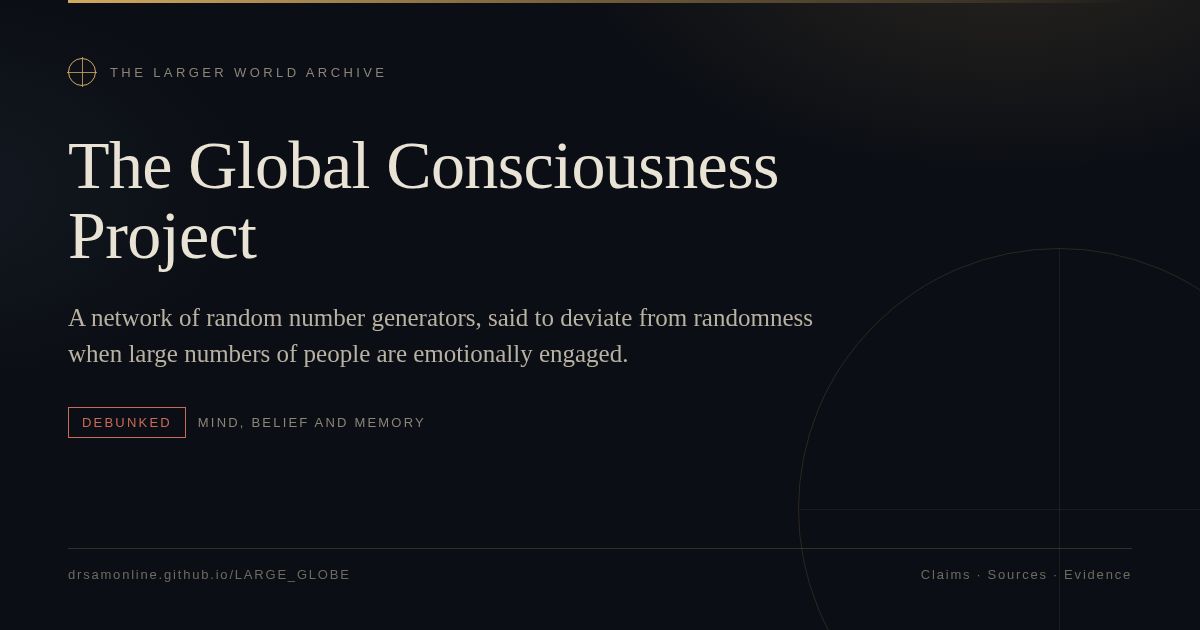 THE LARGER WORLD ARCHIVE
The Global Consciousness
Project
A network of random number generators, said to deviate from randomness
when large numbers of people are emotionally engaged.
DEBUNKED MIND, BELIEF AND MEMORY
drsamonline.github.io/LARGE_GLOBE Claims · Sources · Evidence